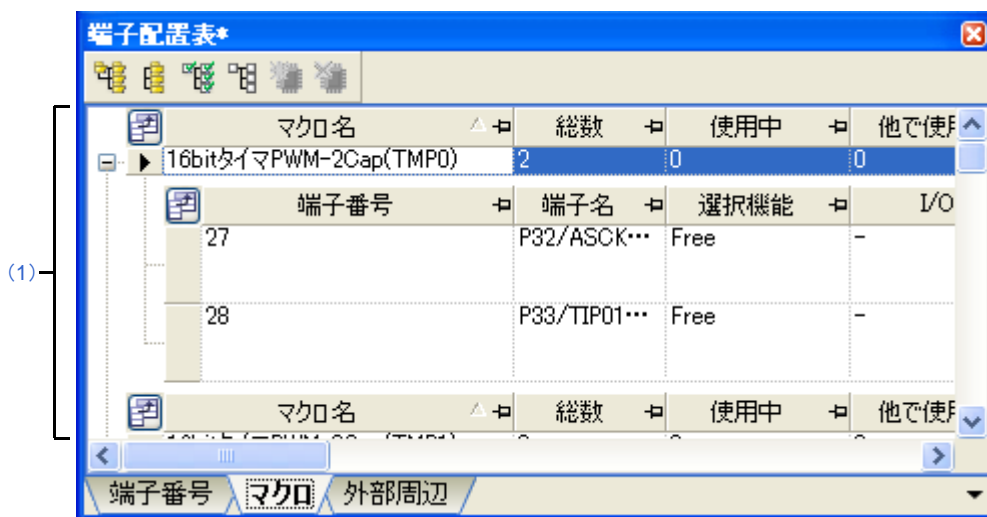 端子配置表*
マクロ名 総数 使用中 他で使用
16bitタイマPWM-2Cap(TMP0) 2 0 0
端子番号 端子名 選択機能 I/O
27 P32/ASCK… Free -
(1)
28 P33/TIP01… Free -
マクロ名 総数 使用中 他で使用
端子番号 マクロ 外部周辺